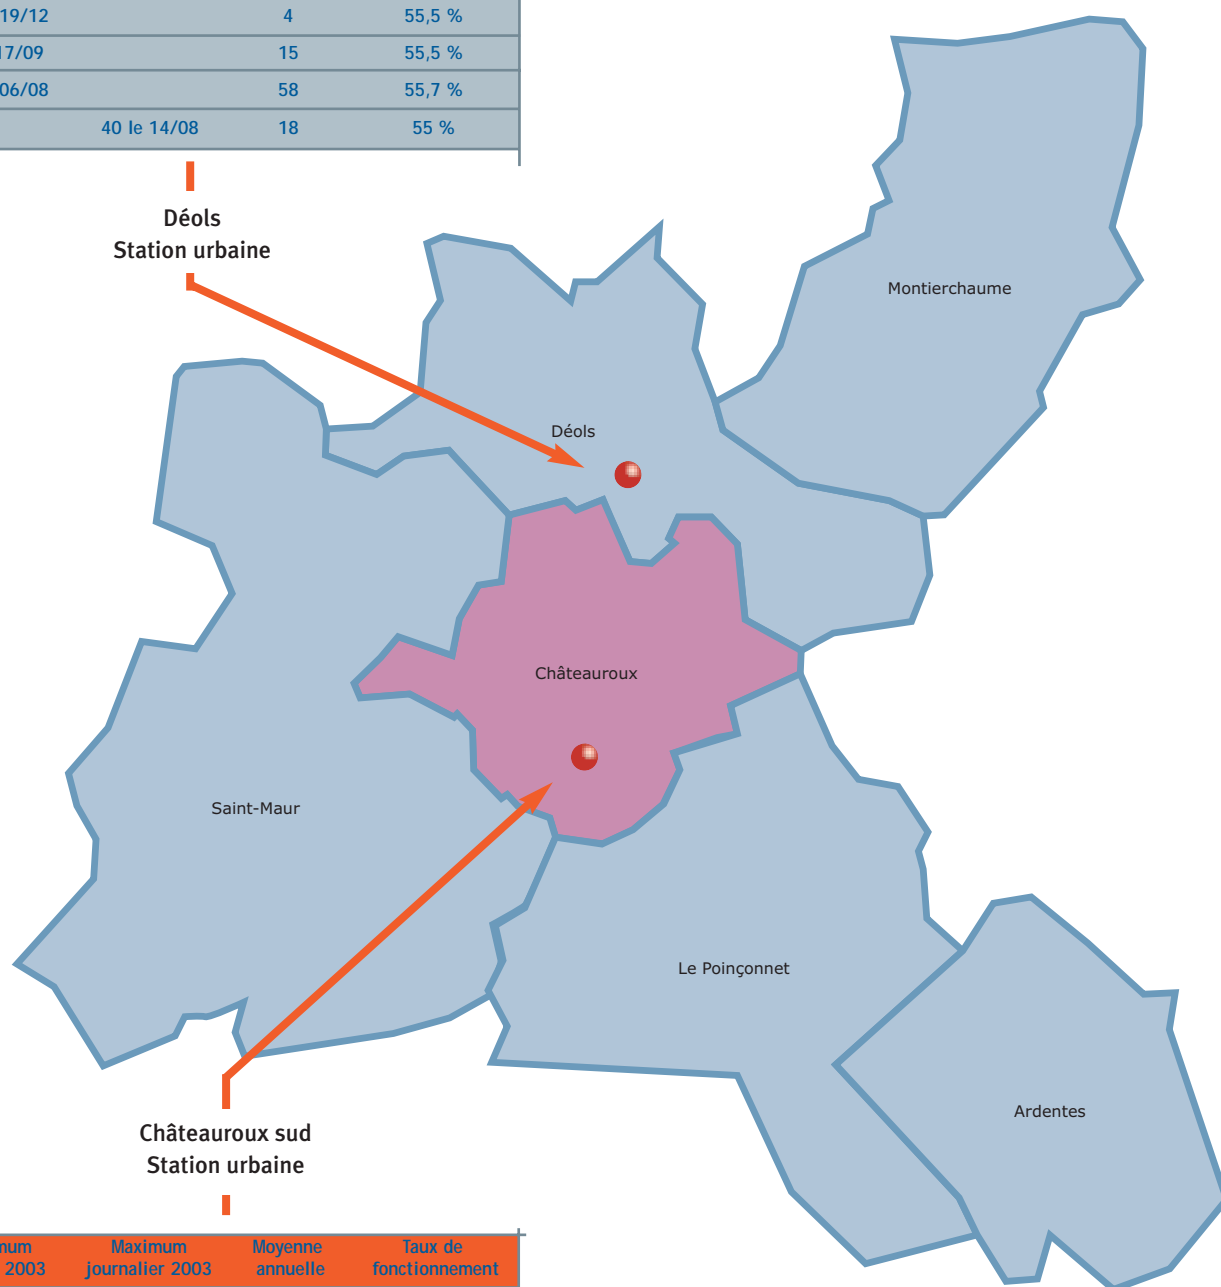 19/12 4 55,5 %
17/09 15 55,5 %
06/08 58 55,7 %
40 le 14/08 18 55 %
Déols
Station urbaine
Montierchaume
Déols
Châteauroux
Saint-Maur
Le Poinçonnet
Ardentes
Châteauroux sud
Station urbaine
Maximum Moyenne Taux de
2003 journalier 2003 annuelle fonctionnement